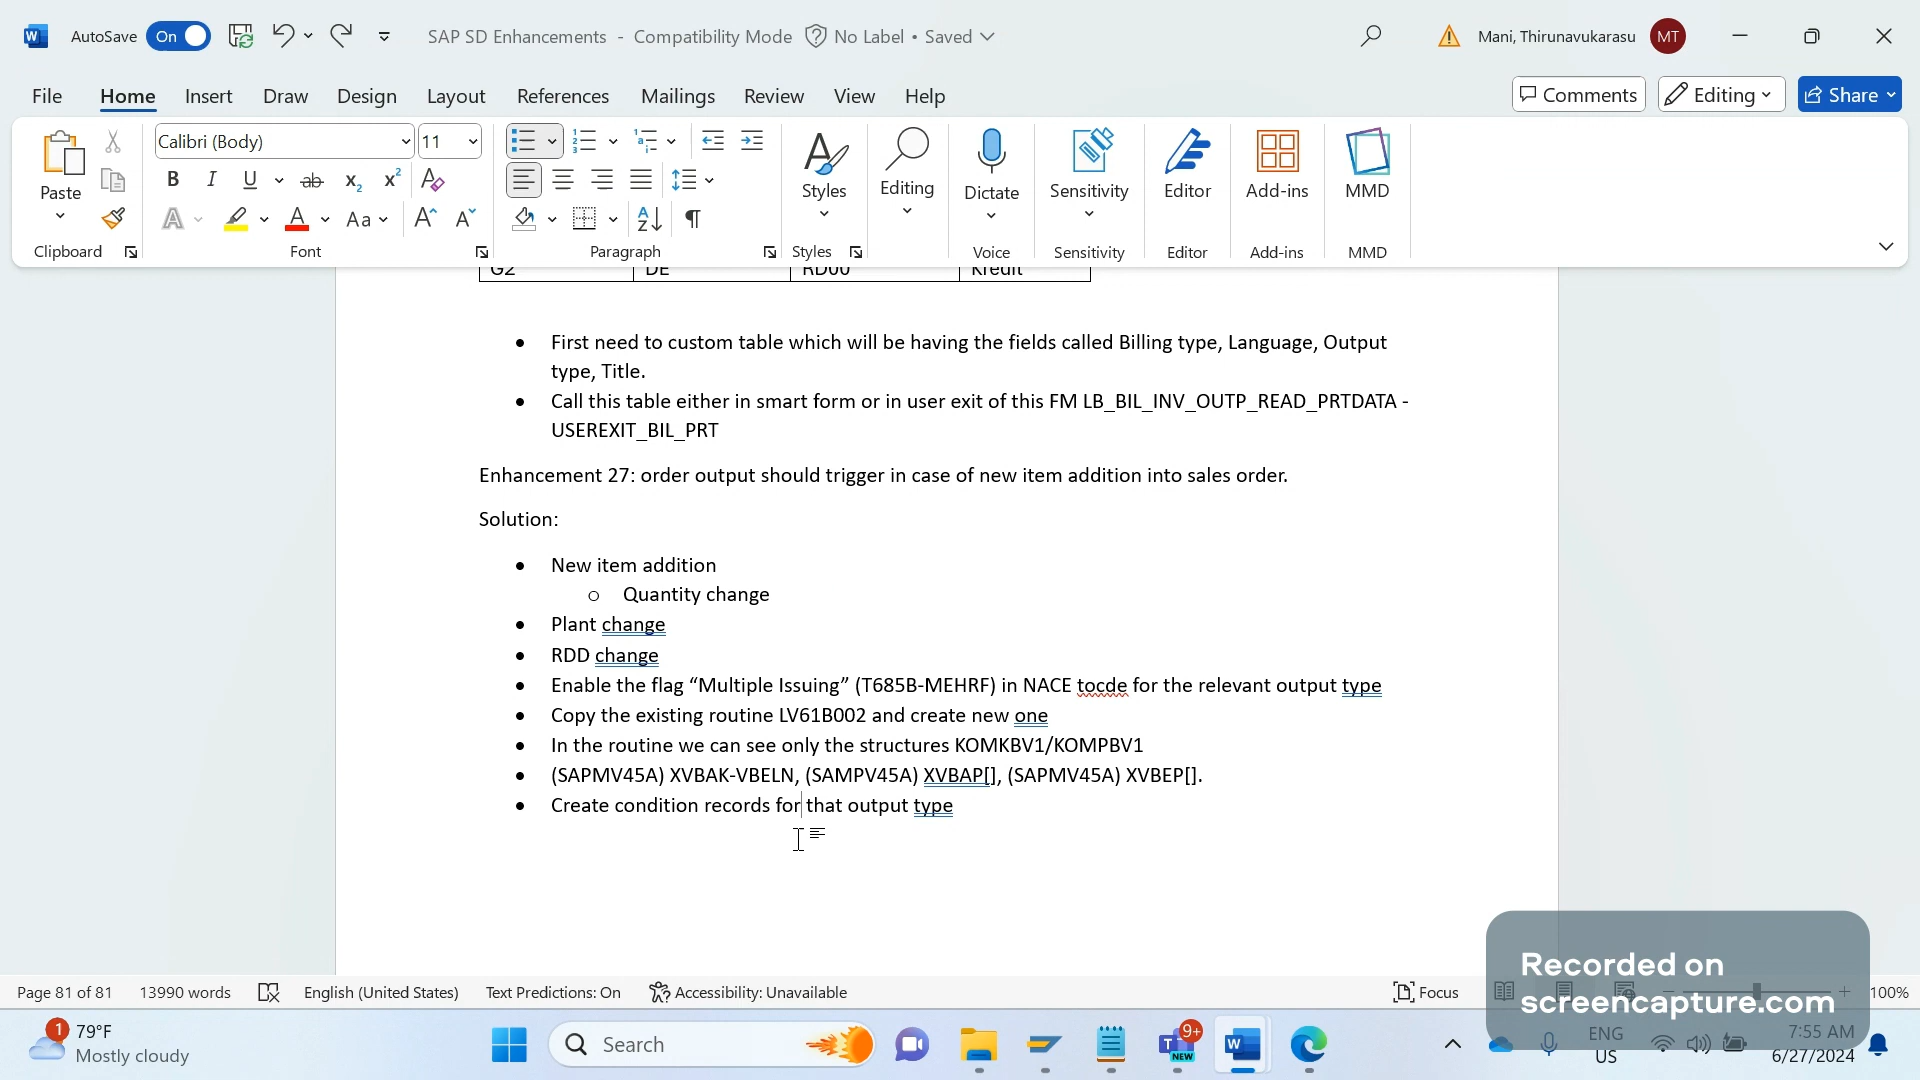 AutoSave On SAP SD Enhancements - Compatibility Mode No Label • Saved Mani, Thirunavukarasu MT
File Home Insert Draw Design Layout References Mailings Review View Help Comments Editing Share
Paste Calibri (Body) 11 Styles Editing Dictate Sensitivity Editor Add-ins MMD
Clipboard Font Paragraph Styles Voice Sensitivity Editor Add-ins MMD
G2 DE RD00 Kredit
• First need to custom table which will be having the fields called Billing type, Language, Output
type, Title.
• Call this table either in smart form or in user exit of this FM LB_BIL_INV_OUTP_READ_PRTDATA -
USEREXIT_BIL_PRT
Enhancement 27: order output should trigger in case of new item addition into sales order.
Solution:
• New item addition
o Quantity change
• Plant change
• RDD change
• Enable the flag “Multiple Issuing” (T685B-MEHRF) in NACE tocde for the relevant output type
• Copy the existing routine LV61B002 and create new one
• In the routine we can see only the structures KOMKBV1/KOMPBV1
• (SAPMV45A) XVBAK-VBELN, (SAMPV45A) XVBAP[], (SAPMV45A) XVBEP[].
• Create condition records for that output type
Page 81 of 81 13990 words English (United States) Text Predictions: On Accessibility: Unavailable Focus 100%
Recorded on
screencapture.com
1 79°F
Mostly cloudy
Search
9+
NEW
ENG
US
7:55 AM
6/27/2024